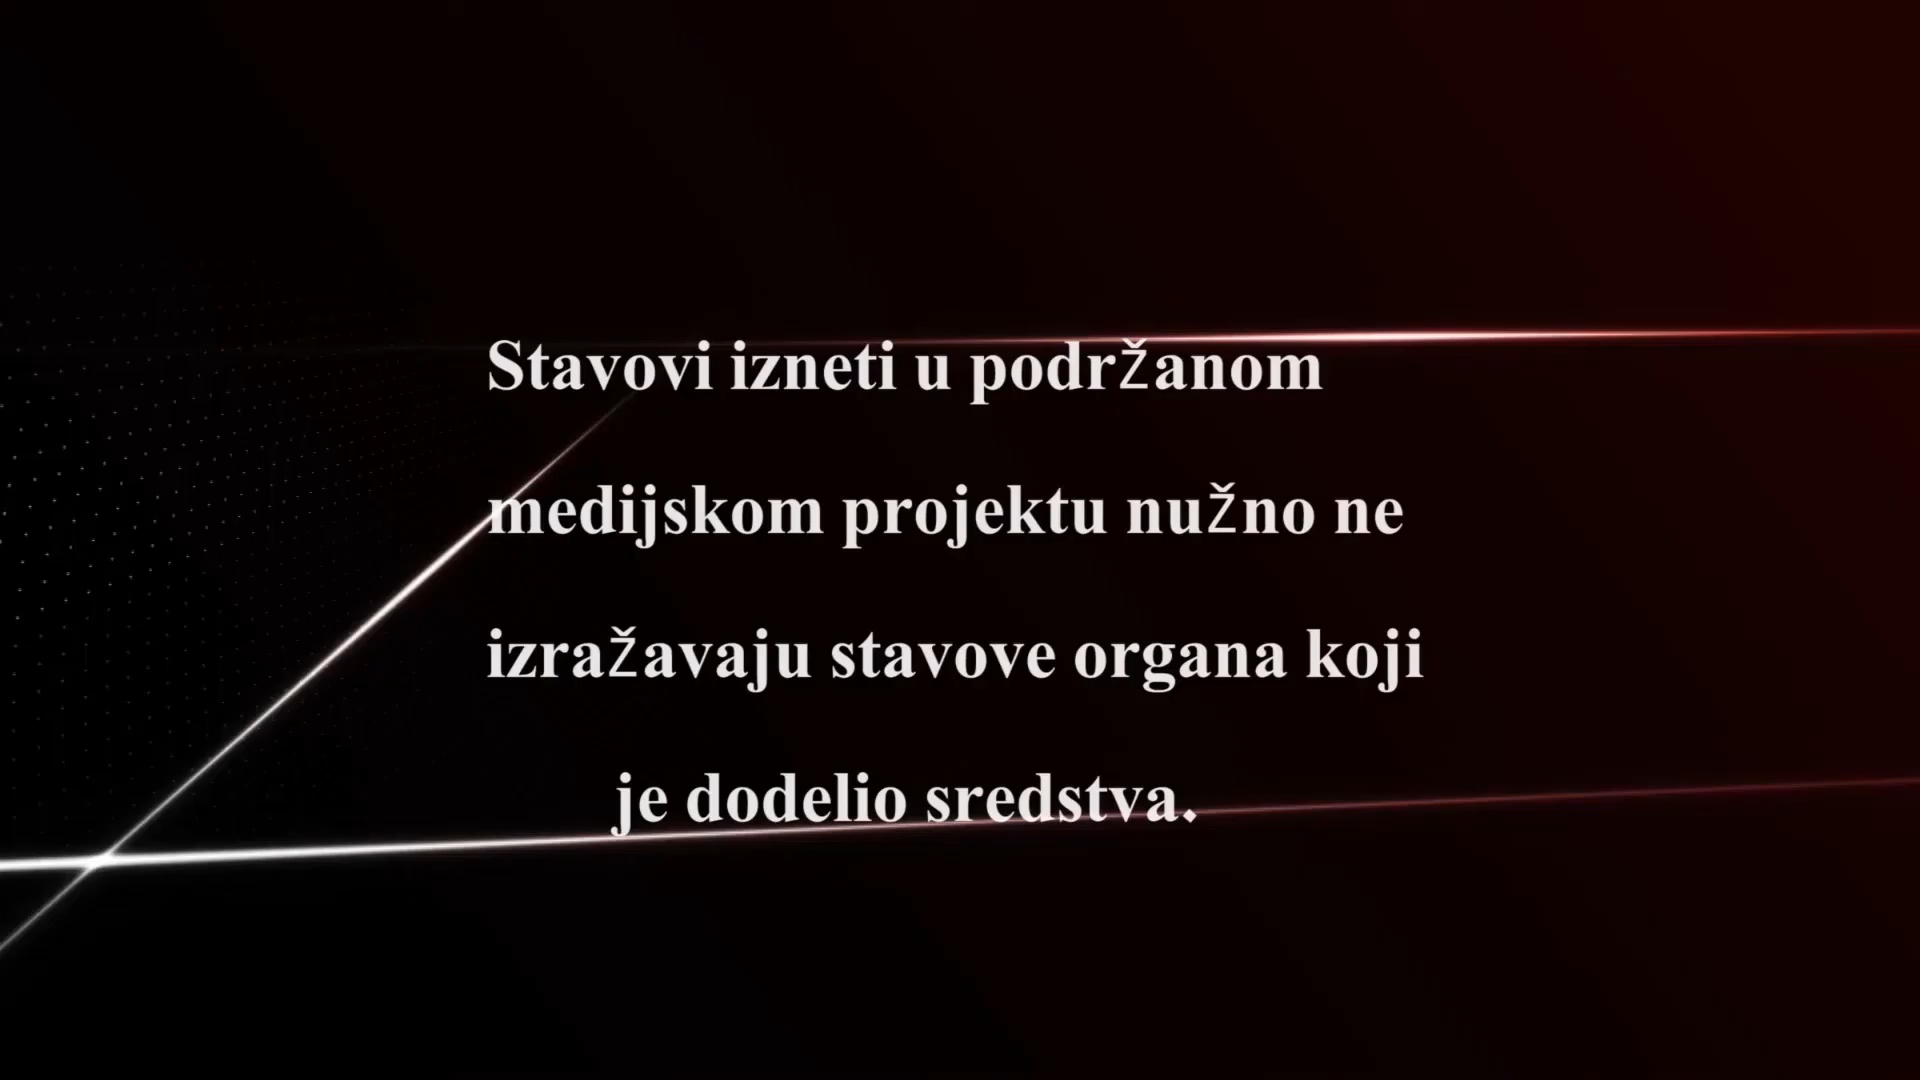 Stavovi izneti u podržanom
medijskom projektu nužno ne
izražavaju stavove organa koji
je dodelio sredstva.